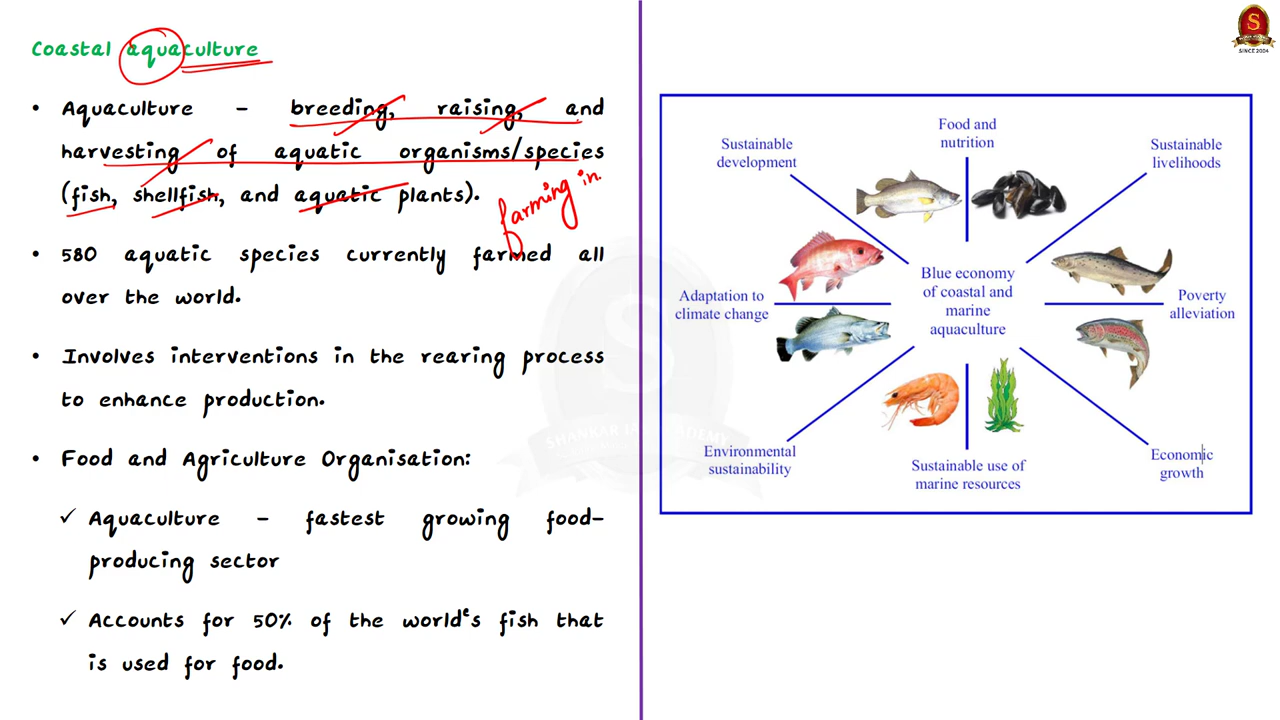 Coastal aquaculture
• Aquaculture – breeding, raising, and
harvesting of aquatic organisms/species
(fish, shellfish, and aquatic plants).
farming in.
• 580 aquatic species currently farmed all
over the world.
• Involves interventions in the rearing process
to enhance production.
• Food and Agriculture Organisation:
✓ Aquaculture – fastest growing food-
producing sector
✓ Accounts for 50% of the world's fish that
is used for food.
S
SINCE 2004
Food and
nutrition
Sustainable
development
Sustainable
livelihoods
Blue economy
of coastal and
marine
aquaculture
Adaptation to
climate change
Poverty
alleviation
Environmental
sustainability
Sustainable use of
marine resources
Economic
growth
S
SHANKAR IAS ACADEMY